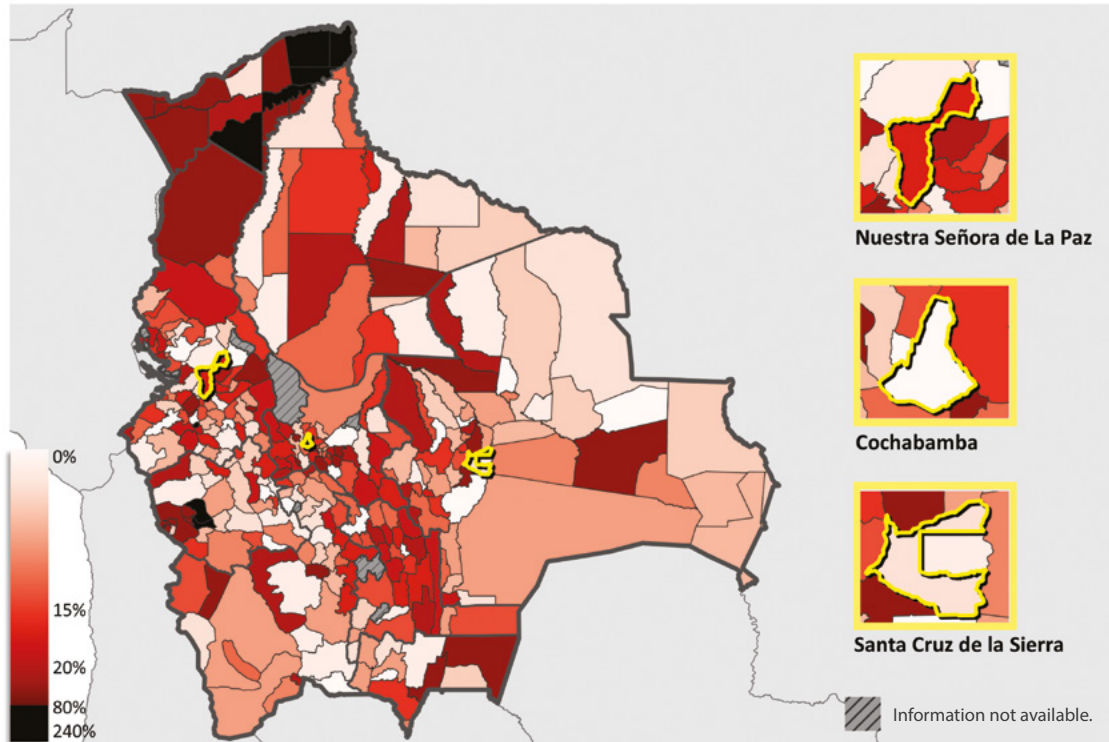 Nuestra Señora de La Paz
Cochabamba
Santa Cruz de la Sierra
0%
15%
20%
80%
240%
Information not available.